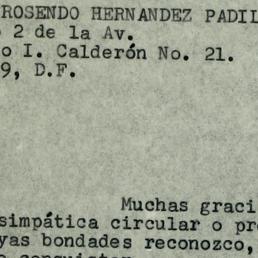 ROSENDO HERNANDEZ PADIL
2 de la Av.
o I. Calderón No. 21.
9, D.F.
Muchas graci
simpática circular o pr
yas bondades reconozco,